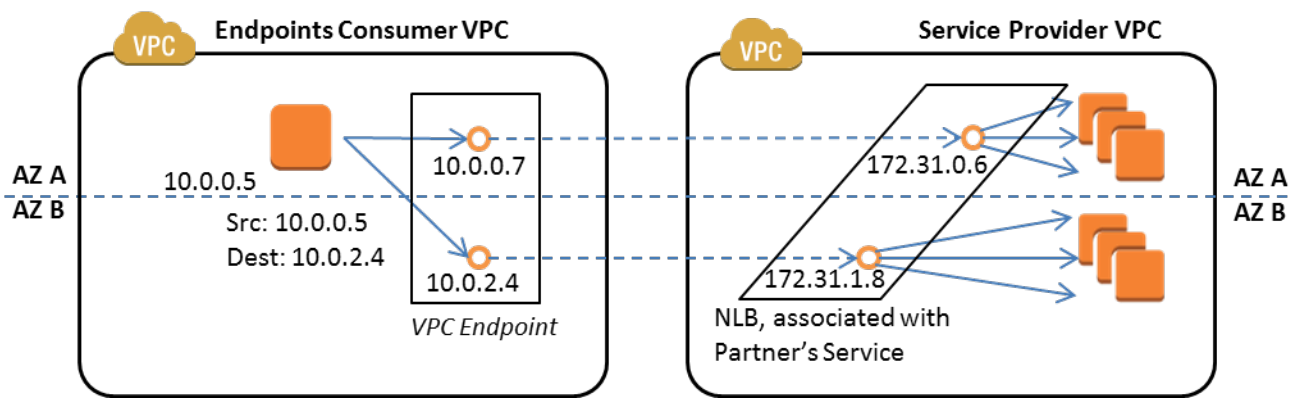 Endpoints Consumer VPC
Service Provider VPC
VPC
VPC
10.0.0.7
172.31.0.6
AZ A
10.0.0.5
AZ A
AZ B
AZ B
Src: 10.0.0.5
Dest: 10.0.2.4
10.0.2.4
172.31.1.8
VPC Endpoint
NLB, associated with
Partner's Service